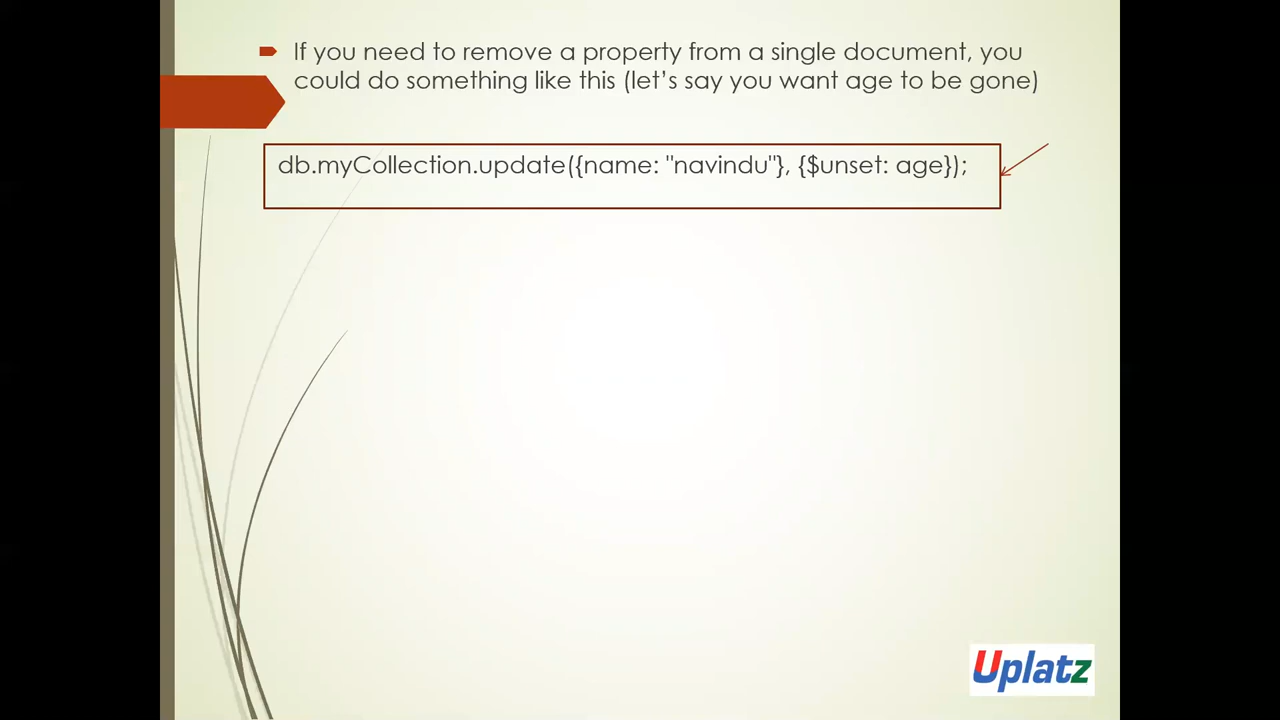 If you need to remove a property from a single document, you
could do something like this (let's say you want age to be gone)
db.myCollection.update({name: "navindu"}, {$unset: age});
Uplatz